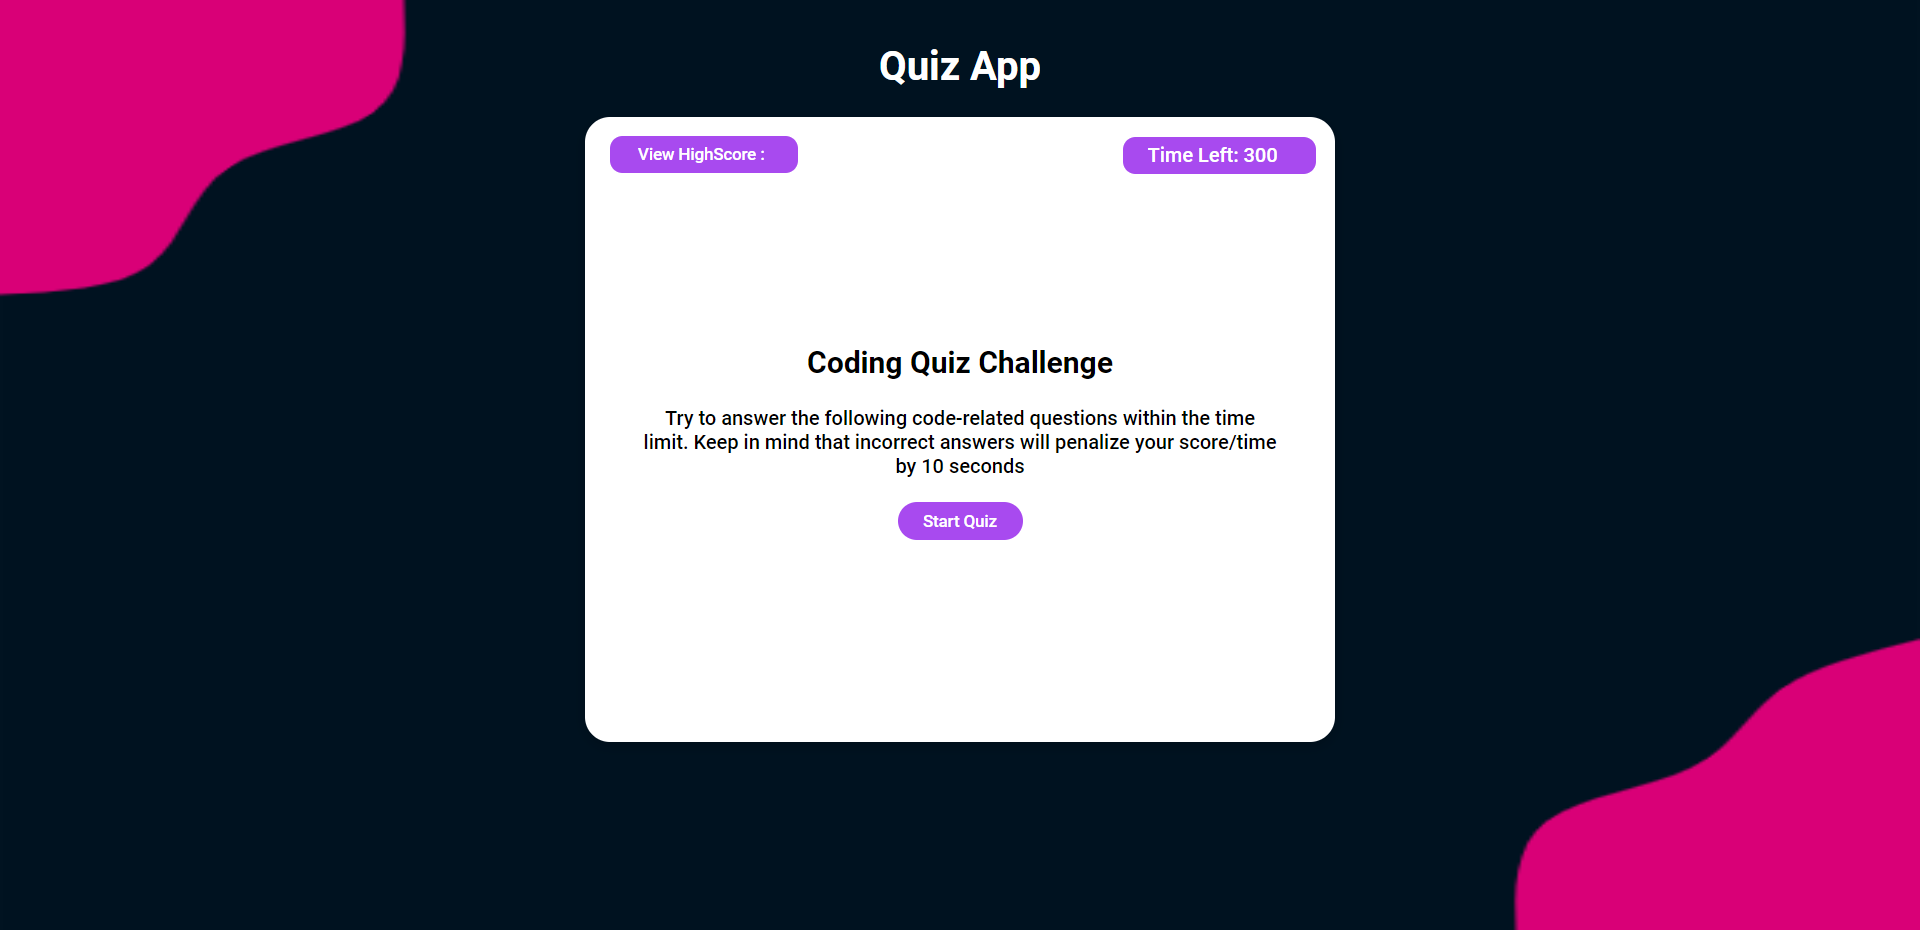 Quiz App
View HighScore :
Time Left: 300
Coding Quiz Challenge
Try to answer the following code-related questions within the time
limit. Keep in mind that incorrect answers will penalize your score/time
by 10 seconds
Start Quiz